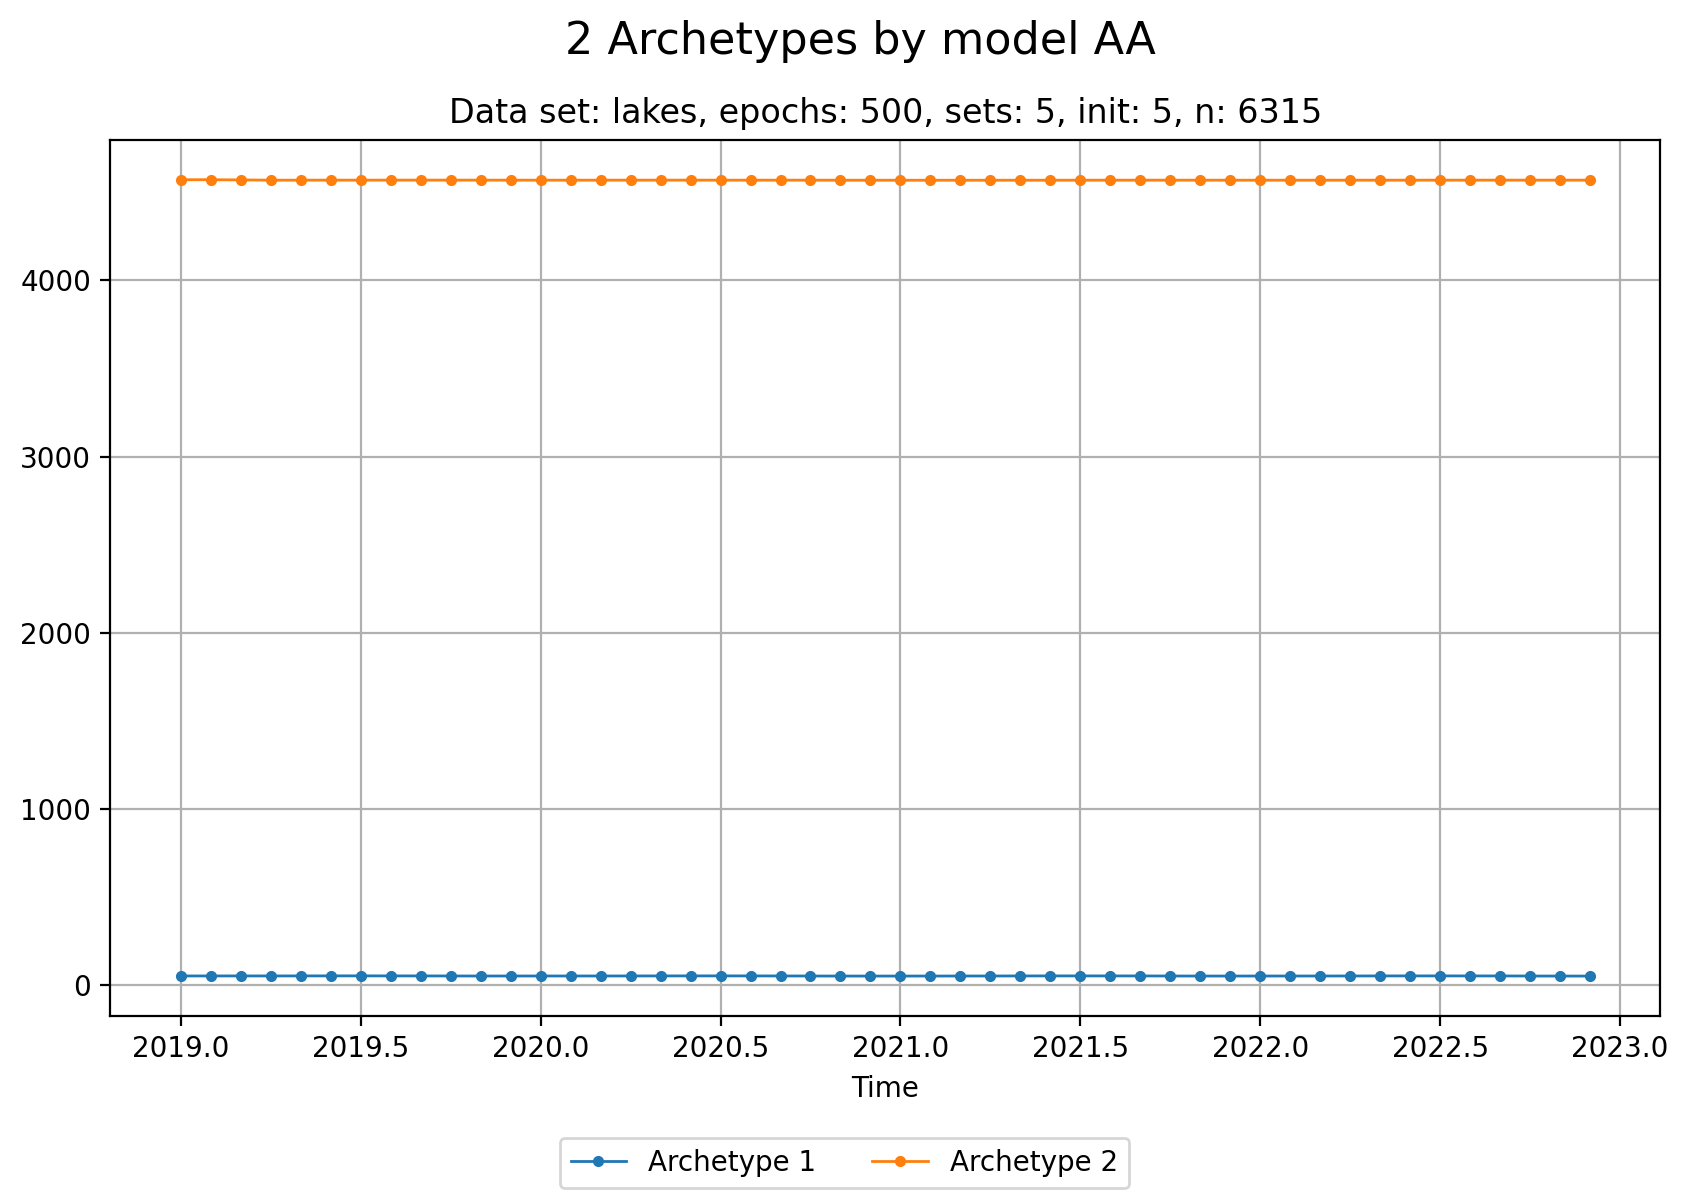 2 Archetypes by model AA
Data set: lakes, epochs: 500, sets: 5, init: 5, n: 6315
4000
3000
2000
1000
0
2019.0 2019.5 2020.0 2020.5 2021.0 2021.5 2022.0 2022.5 2023.0
Time
Archetype 1 Archetype 2